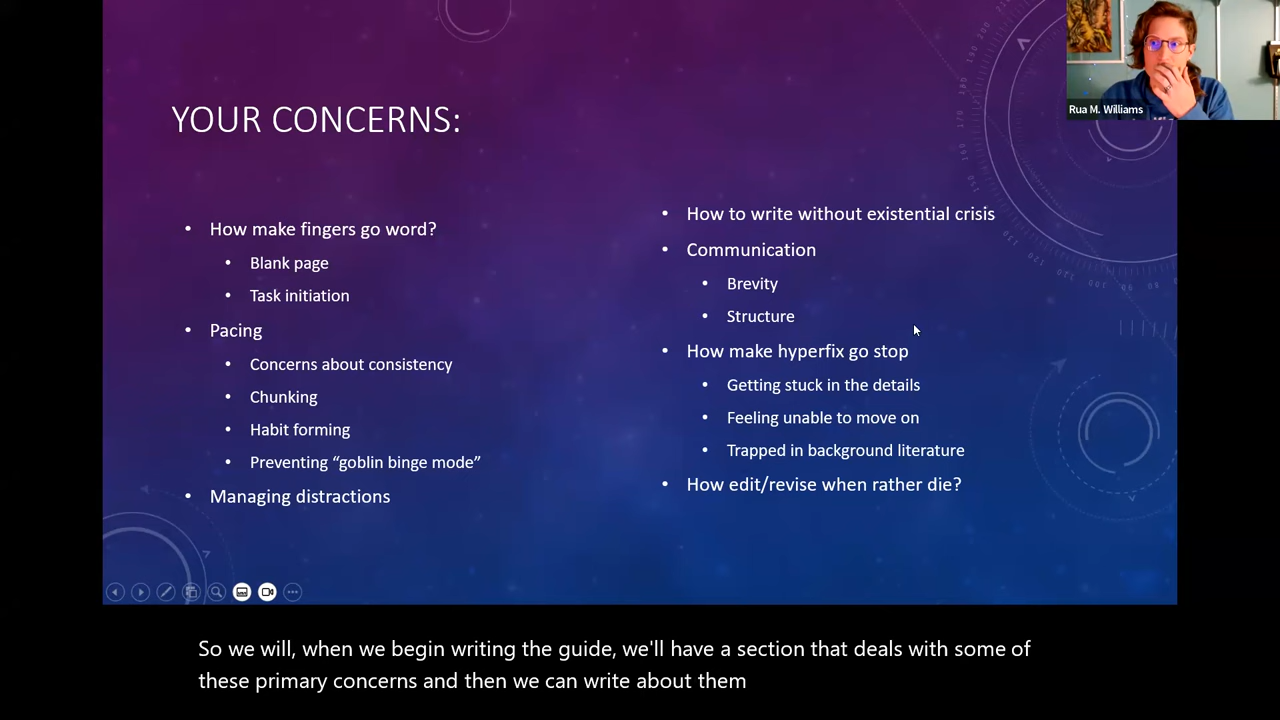 YOUR CONCERNS:
How make fingers go word?
Blank page
Task initiation
Pacing
Concerns about consistency
Chunking
Habit forming
Preventing “goblin binge mode”
Managing distractions
How to write without existential crisis
Communication
Brevity
Structure
How make hyperfix go stop
Getting stuck in the details
Feeling unable to move on
Trapped in background literature
How edit/revise when rather die?
Rua M. Williams
So we will, when we begin writing the guide, we'll have a section that deals with some of
these primary concerns and then we can write about them